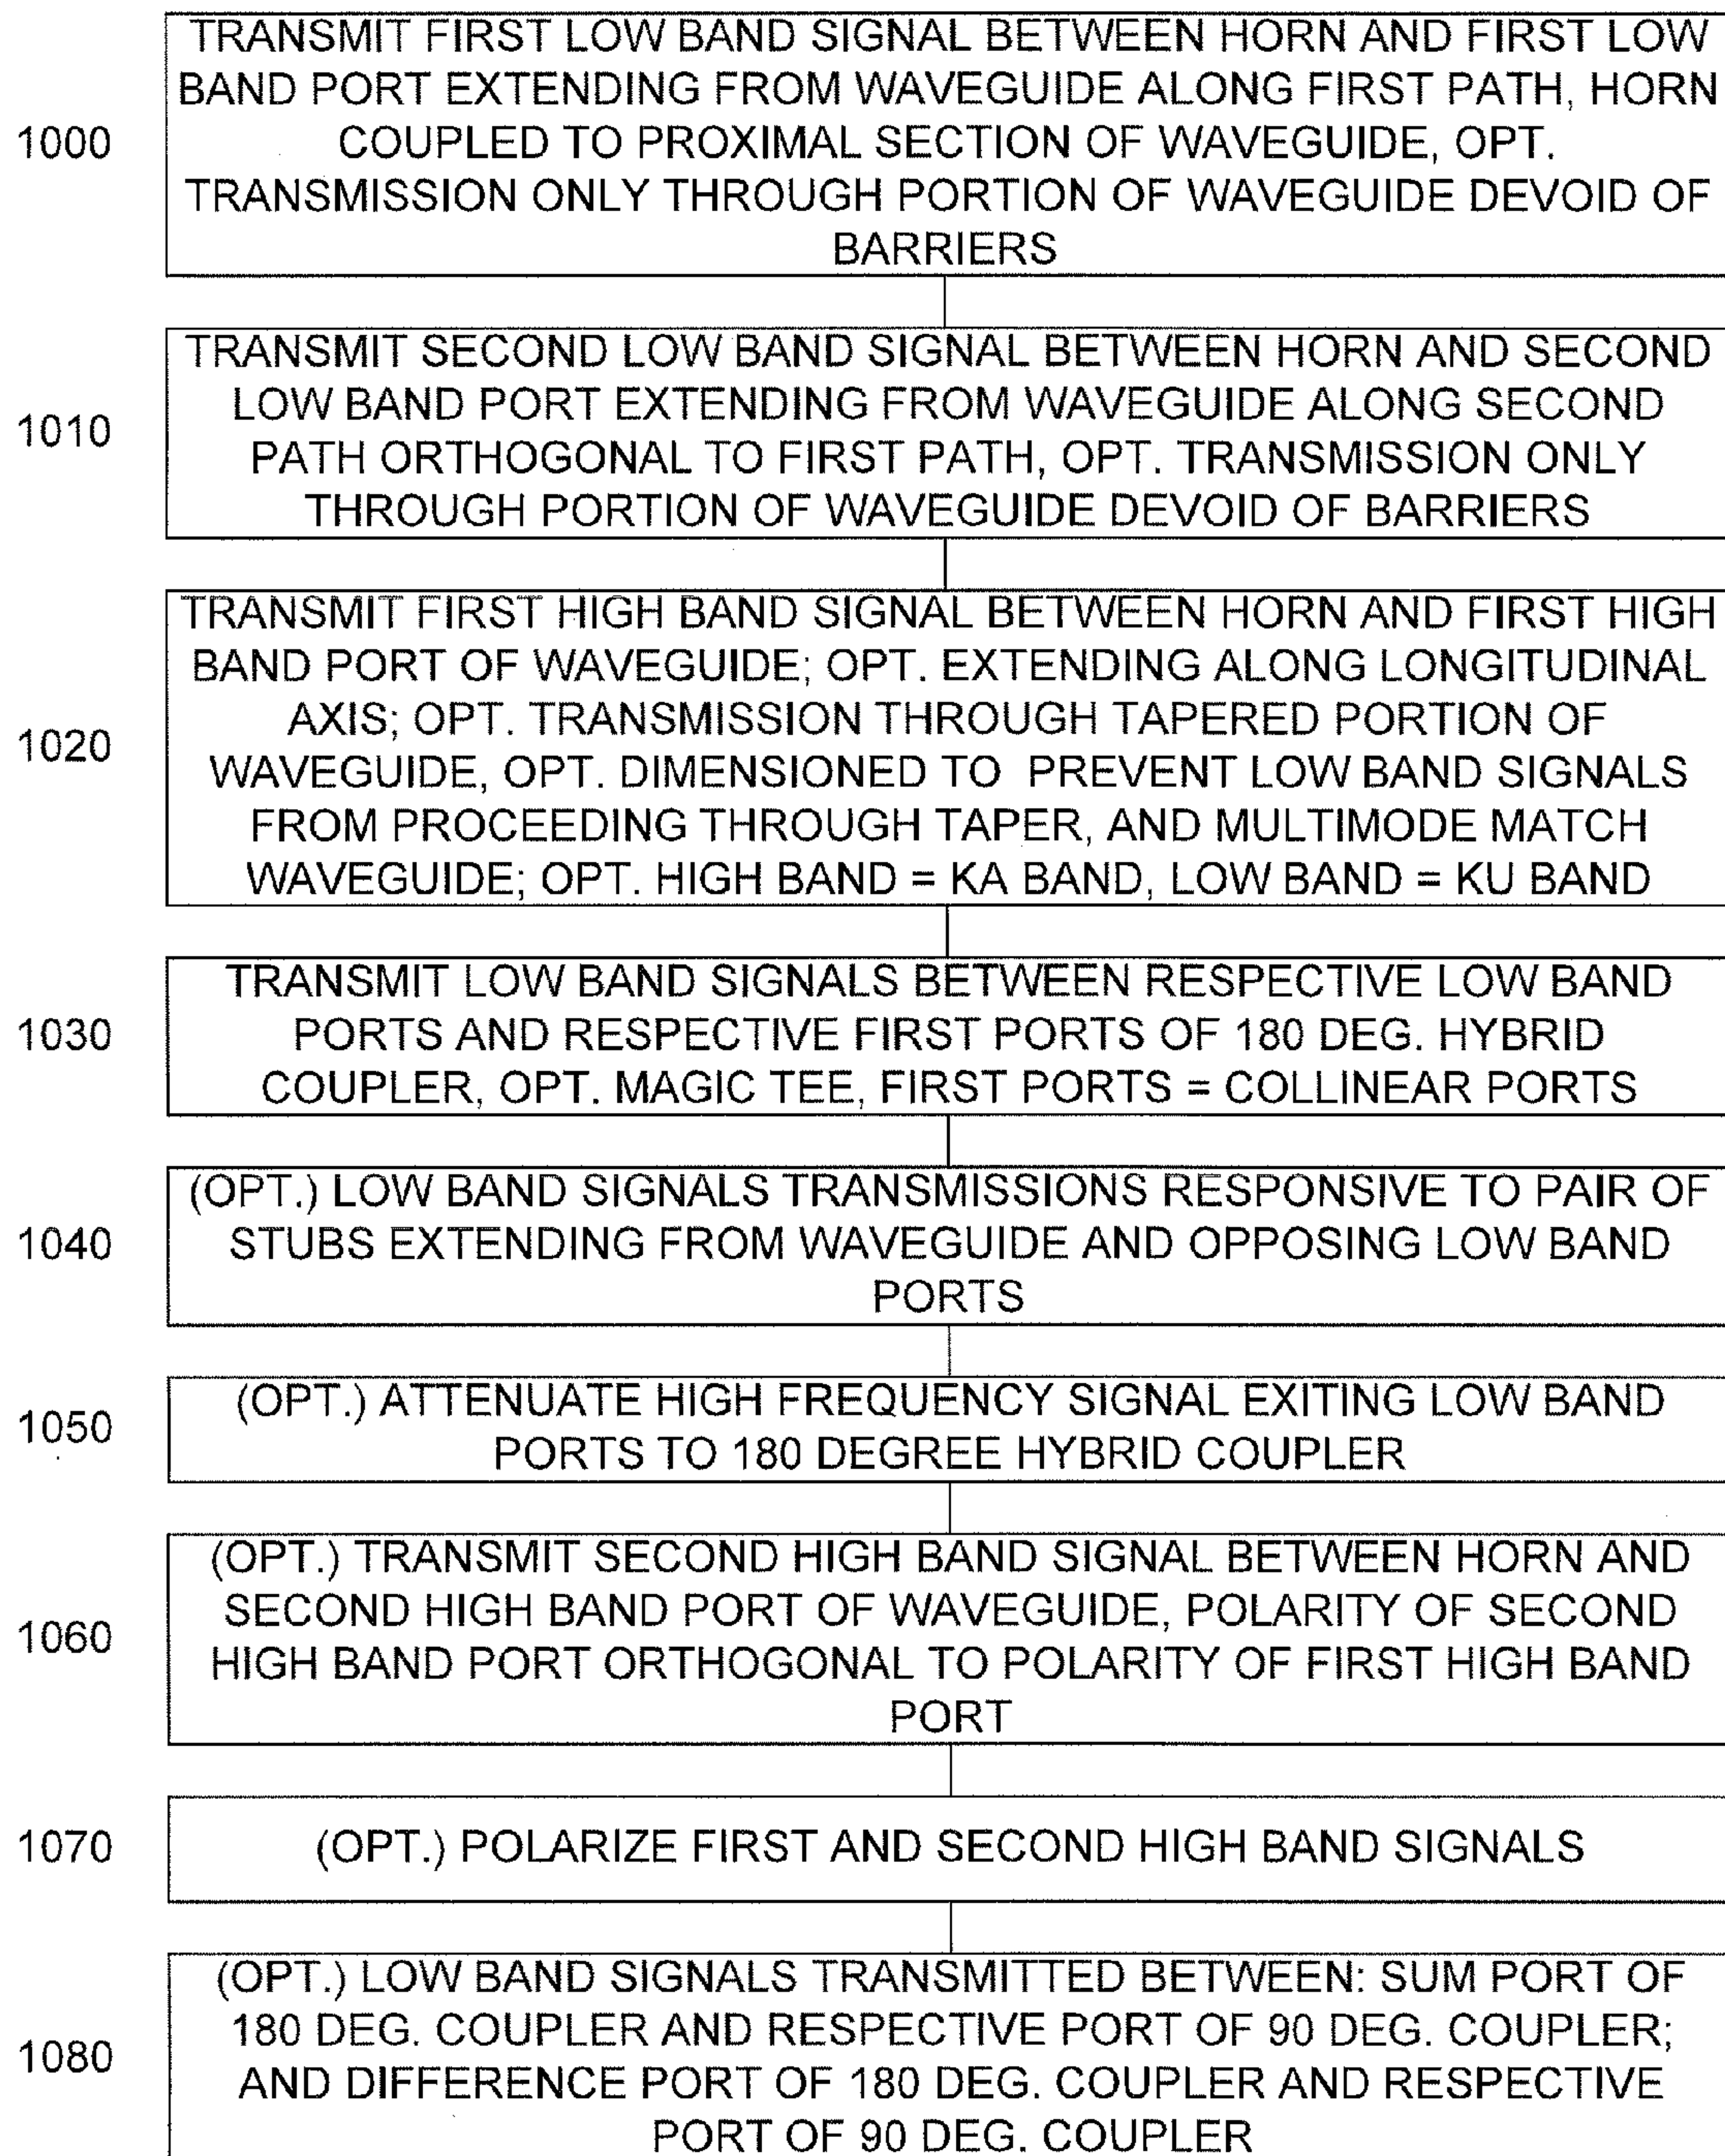 1000
TRANSMIT FIRST LOW BAND SIGNAL BETWEEN HORN AND FIRST LOW
BAND PORT EXTENDING FROM WAVEGUIDE ALONG FIRST PATH, HORN
COUPLED TO PROXIMAL SECTION OF WAVEGUIDE, OPT.
TRANSMISSION ONLY THROUGH PORTION OF WAVEGUIDE DEVOID OF
BARRIERS
1010
TRANSMIT SECOND LOW BAND SIGNAL BETWEEN HORN AND SECOND
LOW BAND PORT EXTENDING FROM WAVEGUIDE ALONG SECOND
PATH ORTHOGONAL TO FIRST PATH, OPT. TRANSMISSION ONLY
THROUGH PORTION OF WAVEGUIDE DEVOID OF BARRIERS
1020
TRANSMIT FIRST HIGH BAND SIGNAL BETWEEN HORN AND FIRST HIGH
BAND PORT OF WAVEGUIDE; OPT. EXTENDING ALONG LONGITUDINAL
AXIS; OPT. TRANSMISSION THROUGH TAPERED PORTION OF
WAVEGUIDE, OPT. DIMENSIONED TO PREVENT LOW BAND SIGNALS
FROM PROCEEDING THROUGH TAPER, AND MULTIMODE MATCH
WAVEGUIDE; OPT. HIGH BAND = KA BAND, LOW BAND = KU BAND
1030
TRANSMIT LOW BAND SIGNALS BETWEEN RESPECTIVE LOW BAND
PORTS AND RESPECTIVE FIRST PORTS OF 180 DEG. HYBRID
COUPLER, OPT. MAGIC TEE, FIRST PORTS = COLLINEAR PORTS
1040
(OPT.) LOW BAND SIGNALS TRANSMISSIONS RESPONSIVE TO PAIR OF
STUBS EXTENDING FROM WAVEGUIDE AND OPPOSING LOW BAND
PORTS
1050
(OPT.) ATTENUATE HIGH FREQUENCY SIGNAL EXITING LOW BAND
PORTS TO 180 DEGREE HYBRID COUPLER
1060
(OPT.) TRANSMIT SECOND HIGH BAND SIGNAL BETWEEN HORN AND
SECOND HIGH BAND PORT OF WAVEGUIDE, POLARITY OF SECOND
HIGH BAND PORT ORTHOGONAL TO POLARITY OF FIRST HIGH BAND
PORT
1070
(OPT.) POLARIZE FIRST AND SECOND HIGH BAND SIGNALS
1080
(OPT.) LOW BAND SIGNALS TRANSMITTED BETWEEN: SUM PORT OF
180 DEG. COUPLER AND RESPECTIVE PORT OF 90 DEG. COUPLER;
AND DIFFERENCE PORT OF 180 DEG. COUPLER AND RESPECTIVE
PORT OF 90 DEG. COUPLER